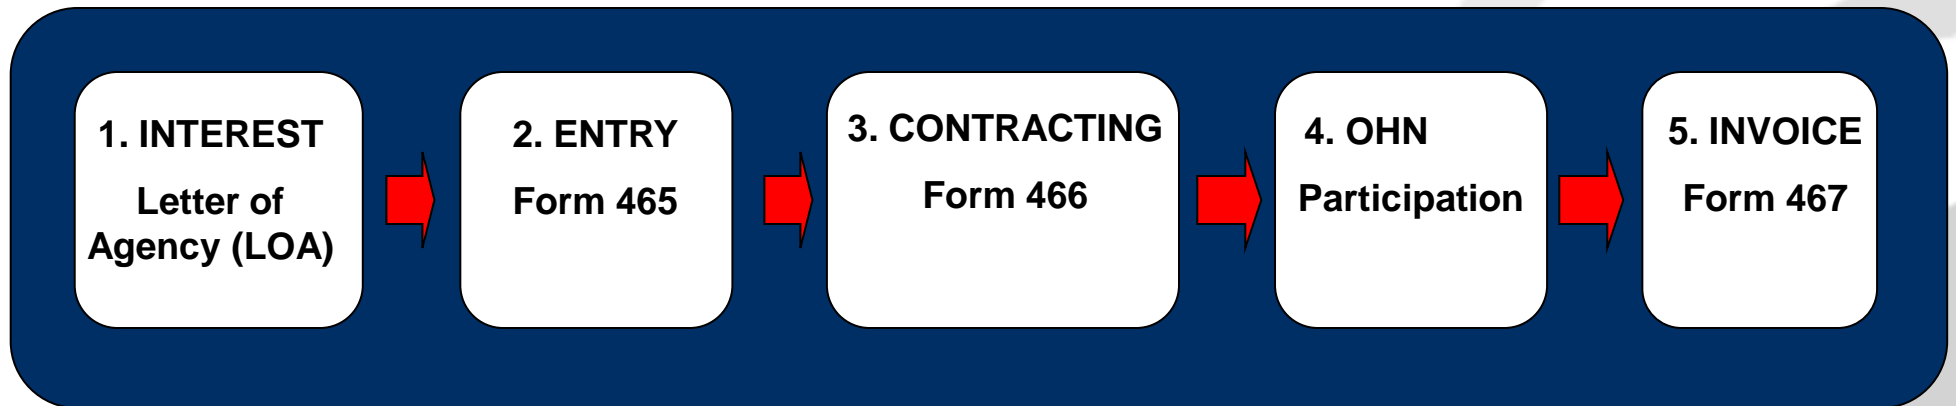 1. INTEREST
Letter of
Agency (LOA)
2. ENTRY
Form 465
3. CONTRACTING
Form 466
4. OHN
Participation
5. INVOICE
Form 467